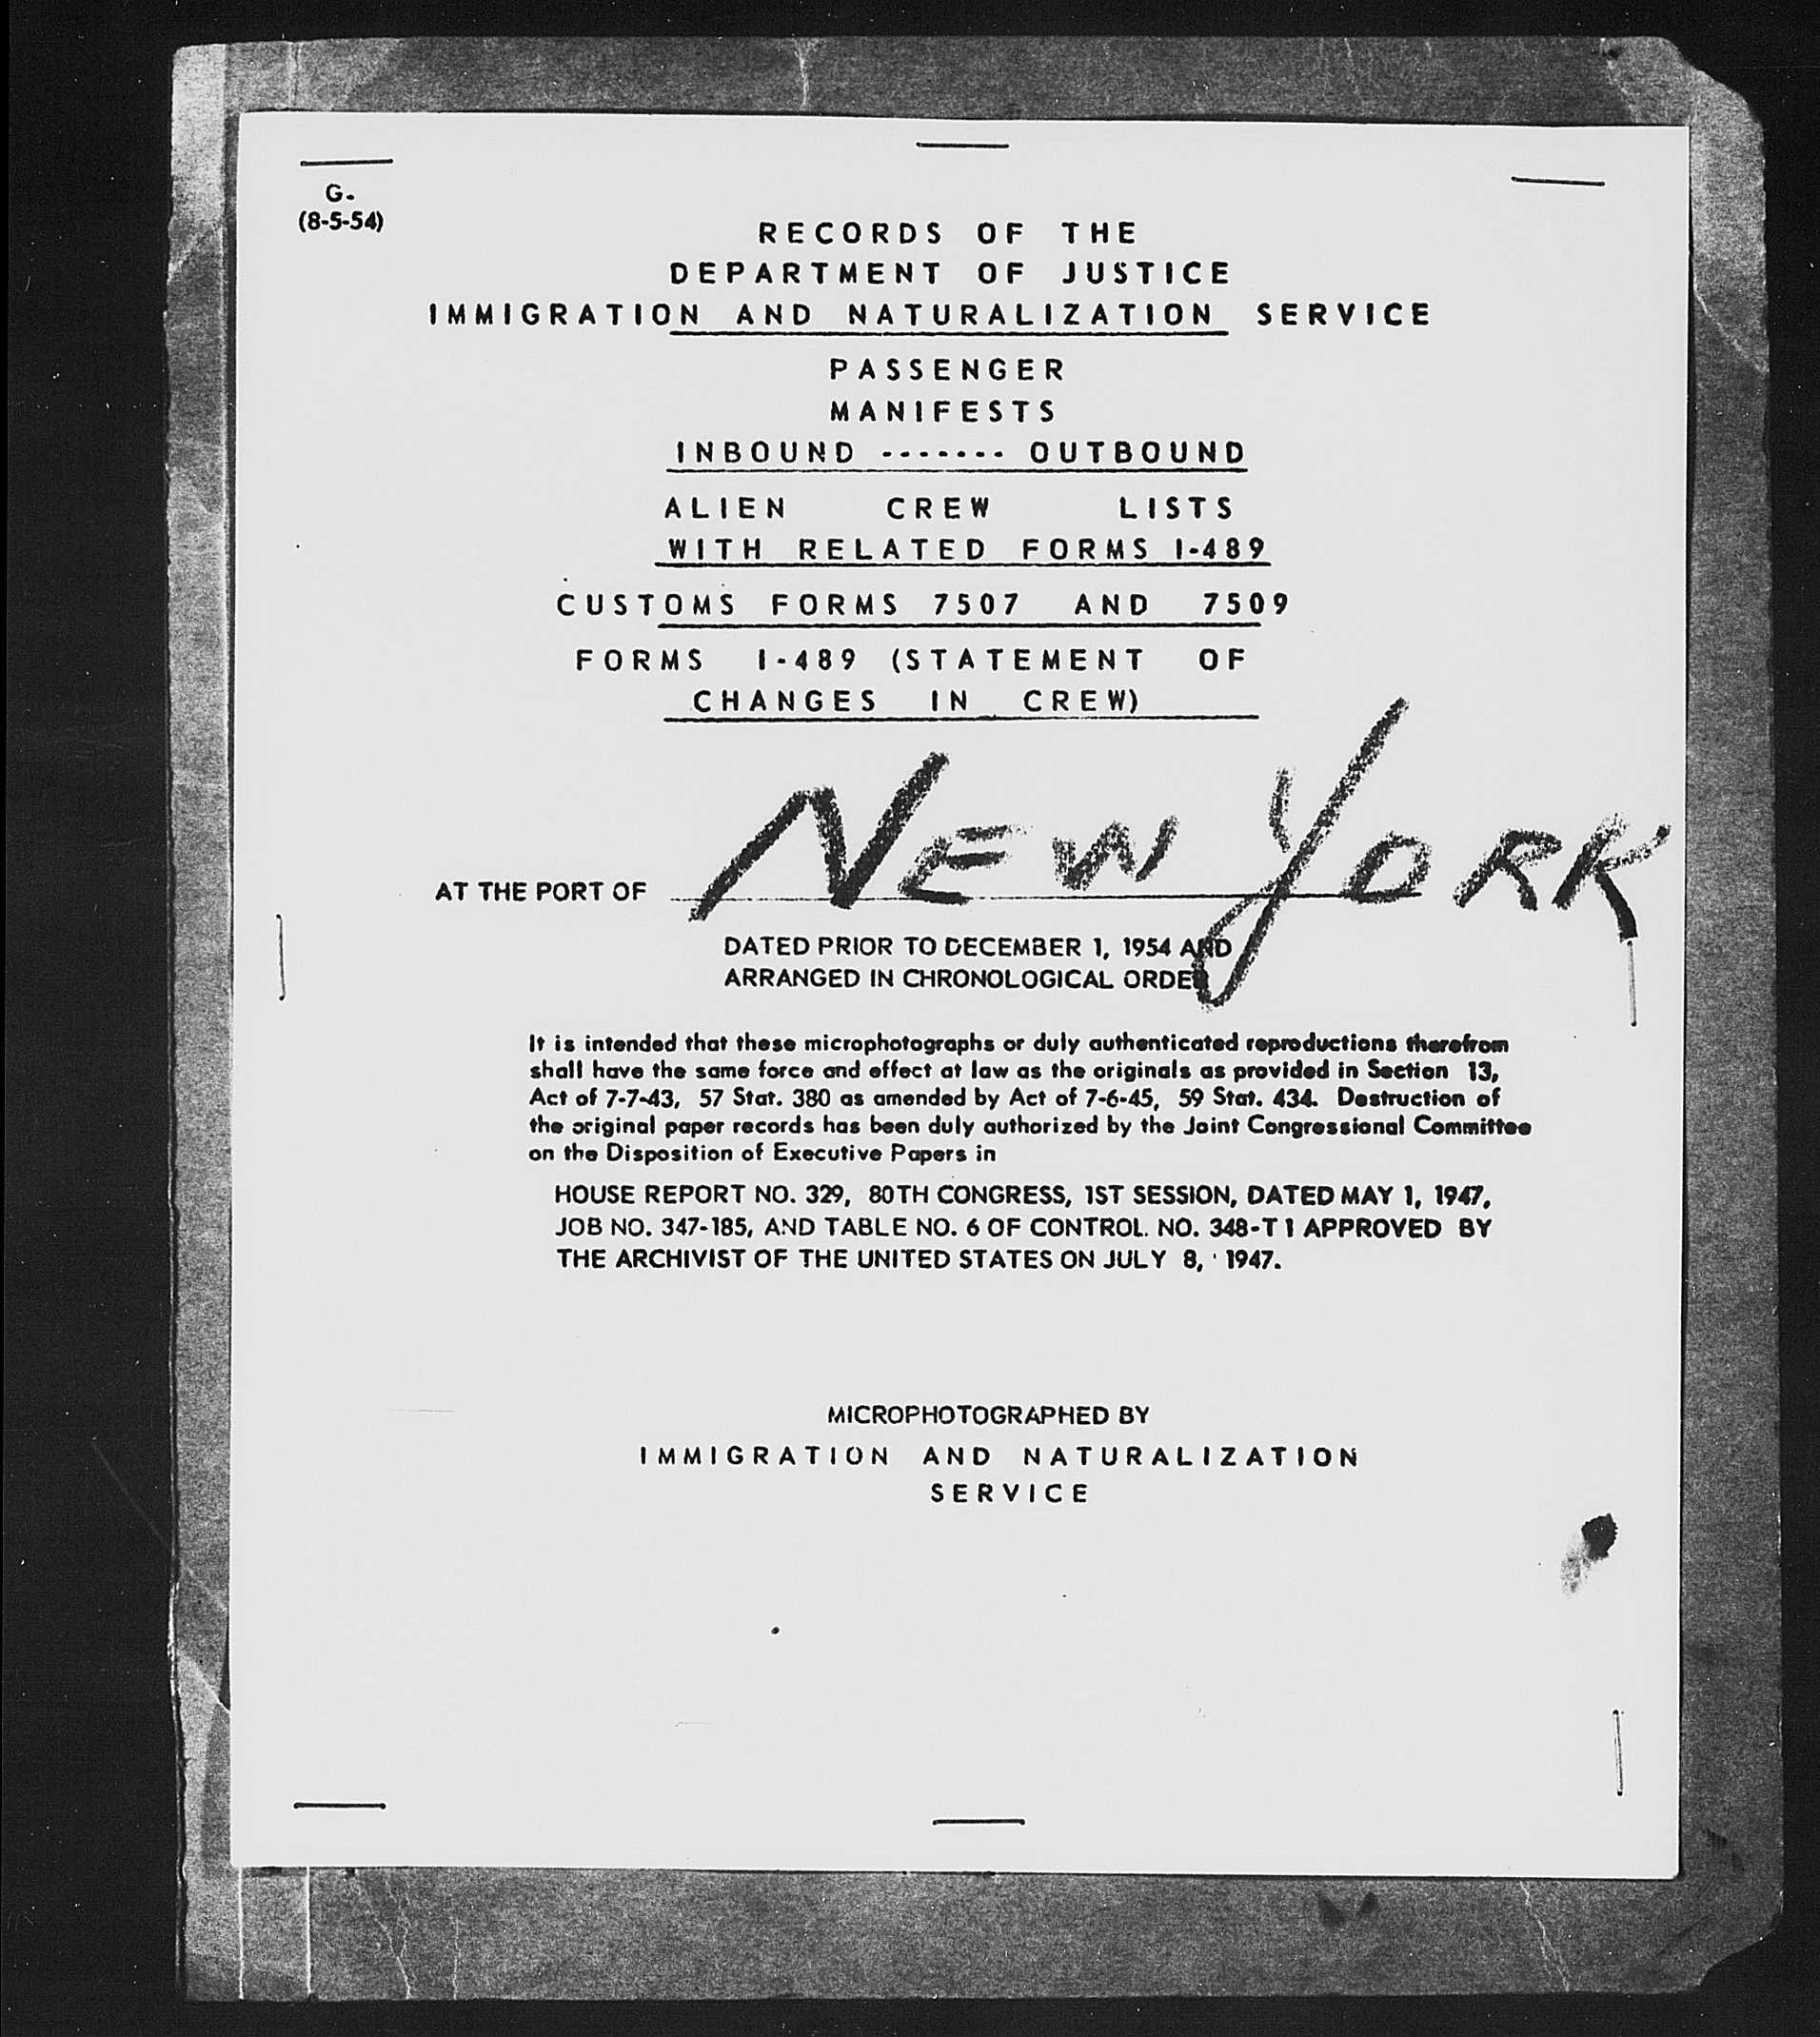 G.
(8-5-54)
RECORDS OF THE
DEPARTMENT OF JUSTICE
IMMIGRATION AND NATURALIZATION SERVICE
PASSENGER
MANIFESTS
INBOUND ------- OUTBOUND
ALIEN CREW LISTS
WITH RELATED FORMS I-489
CUSTOMS FORMS 7507 AND 7509
FORMS I-489 (STATEMENT OF
CHANGES IN CREW)
AT THE PORT OF NEW YORK
DATED PRIOR TO DECEMBER 1, 1954 AND
ARRANGED IN CHRONOLOGICAL ORDER
It is intended that these microphotographs or duly authenticated reproductions therefrom
shall have the same force and effect at law as the originals as provided in Section 13,
Act of 7-7-43, 57 Stat. 380 as amended by Act of 7-6-45, 59 Stat. 434. Destruction of
the original paper records has been duly authorized by the Joint Congressional Committee
on the Disposition of Executive Papers in
HOUSE REPORT NO. 329, 80TH CONGRESS, 1ST SESSION, DATED MAY 1, 1947,
JOB NO. 347-185, AND TABLE NO. 6 OF CONTROL NO. 348-T1 APPROVED BY
THE ARCHIVIST OF THE UNITED STATES ON JULY 8, 1947.
MICROPHOTOGRAPHED BY
IMMIGRATION AND NATURALIZATION
SERVICE